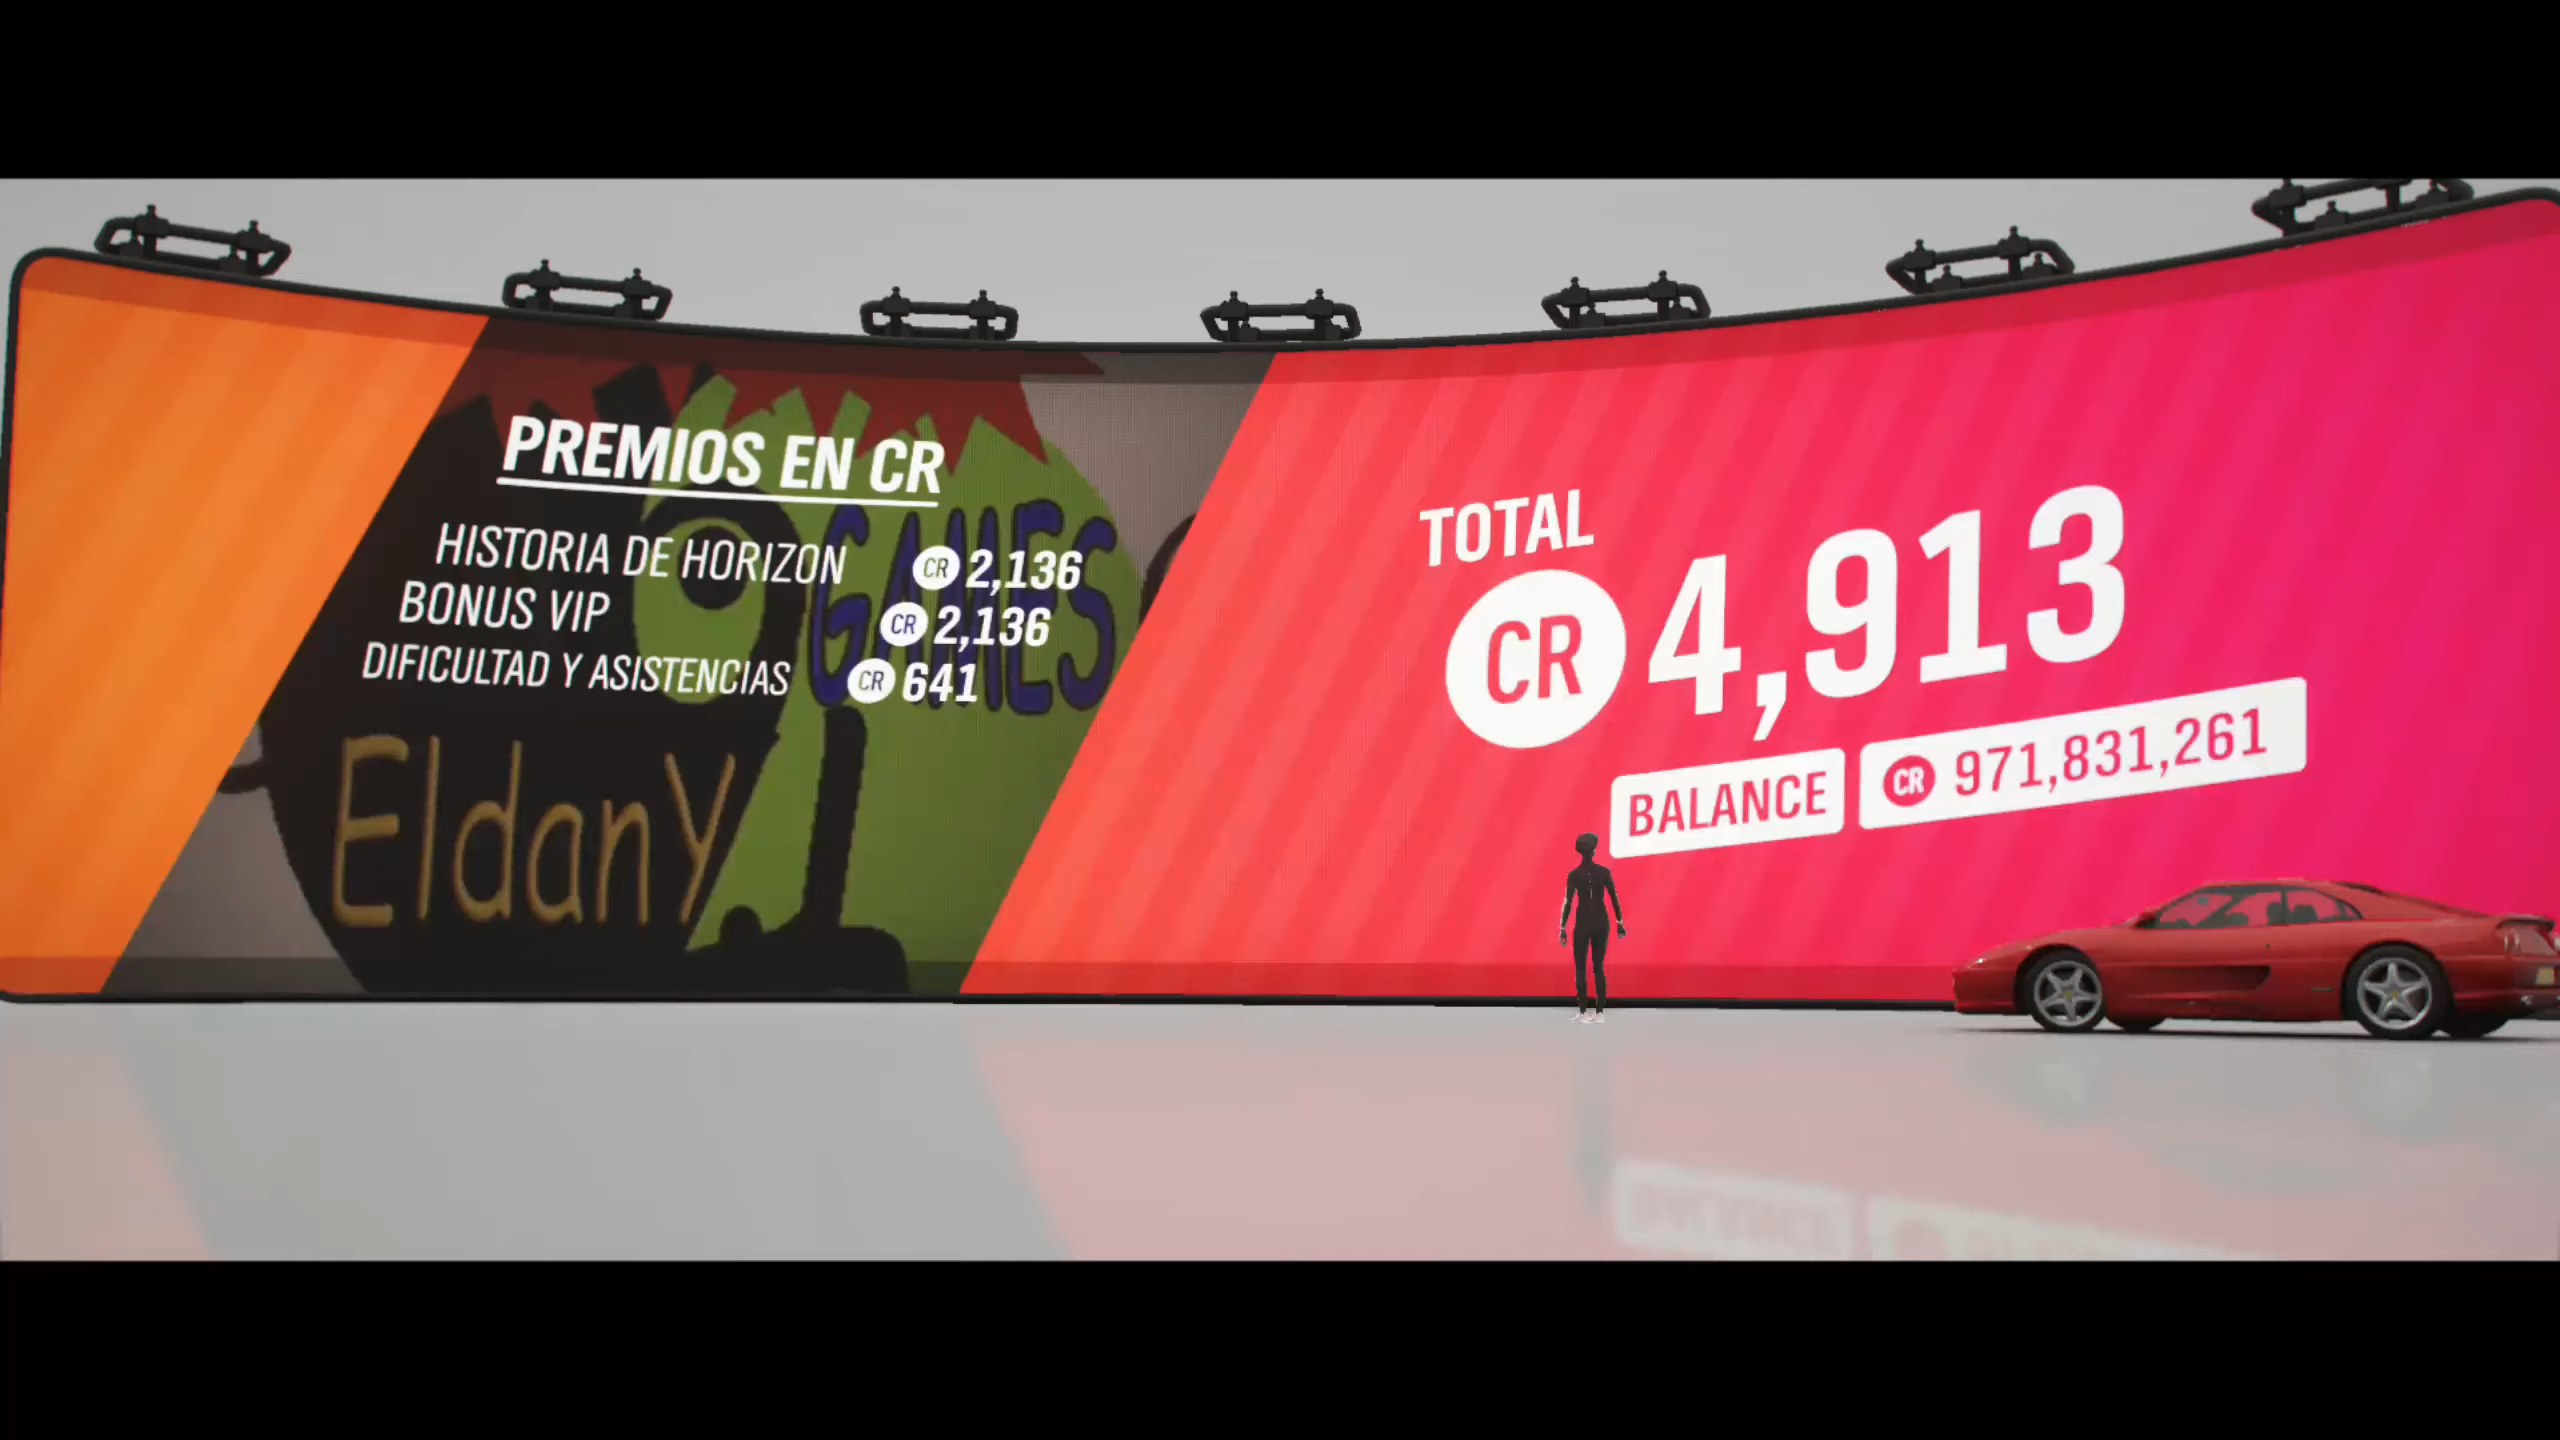 PREMIOS EN CR
HISTORIA DE HORIZON CR 2,136
BONUS VIP CR 2,136
DIFICULTAD Y ASISTENCIAS CR 641
GAMES
EldanY
TOTAL
CR 4,913
BALANCE CR 971,831,261